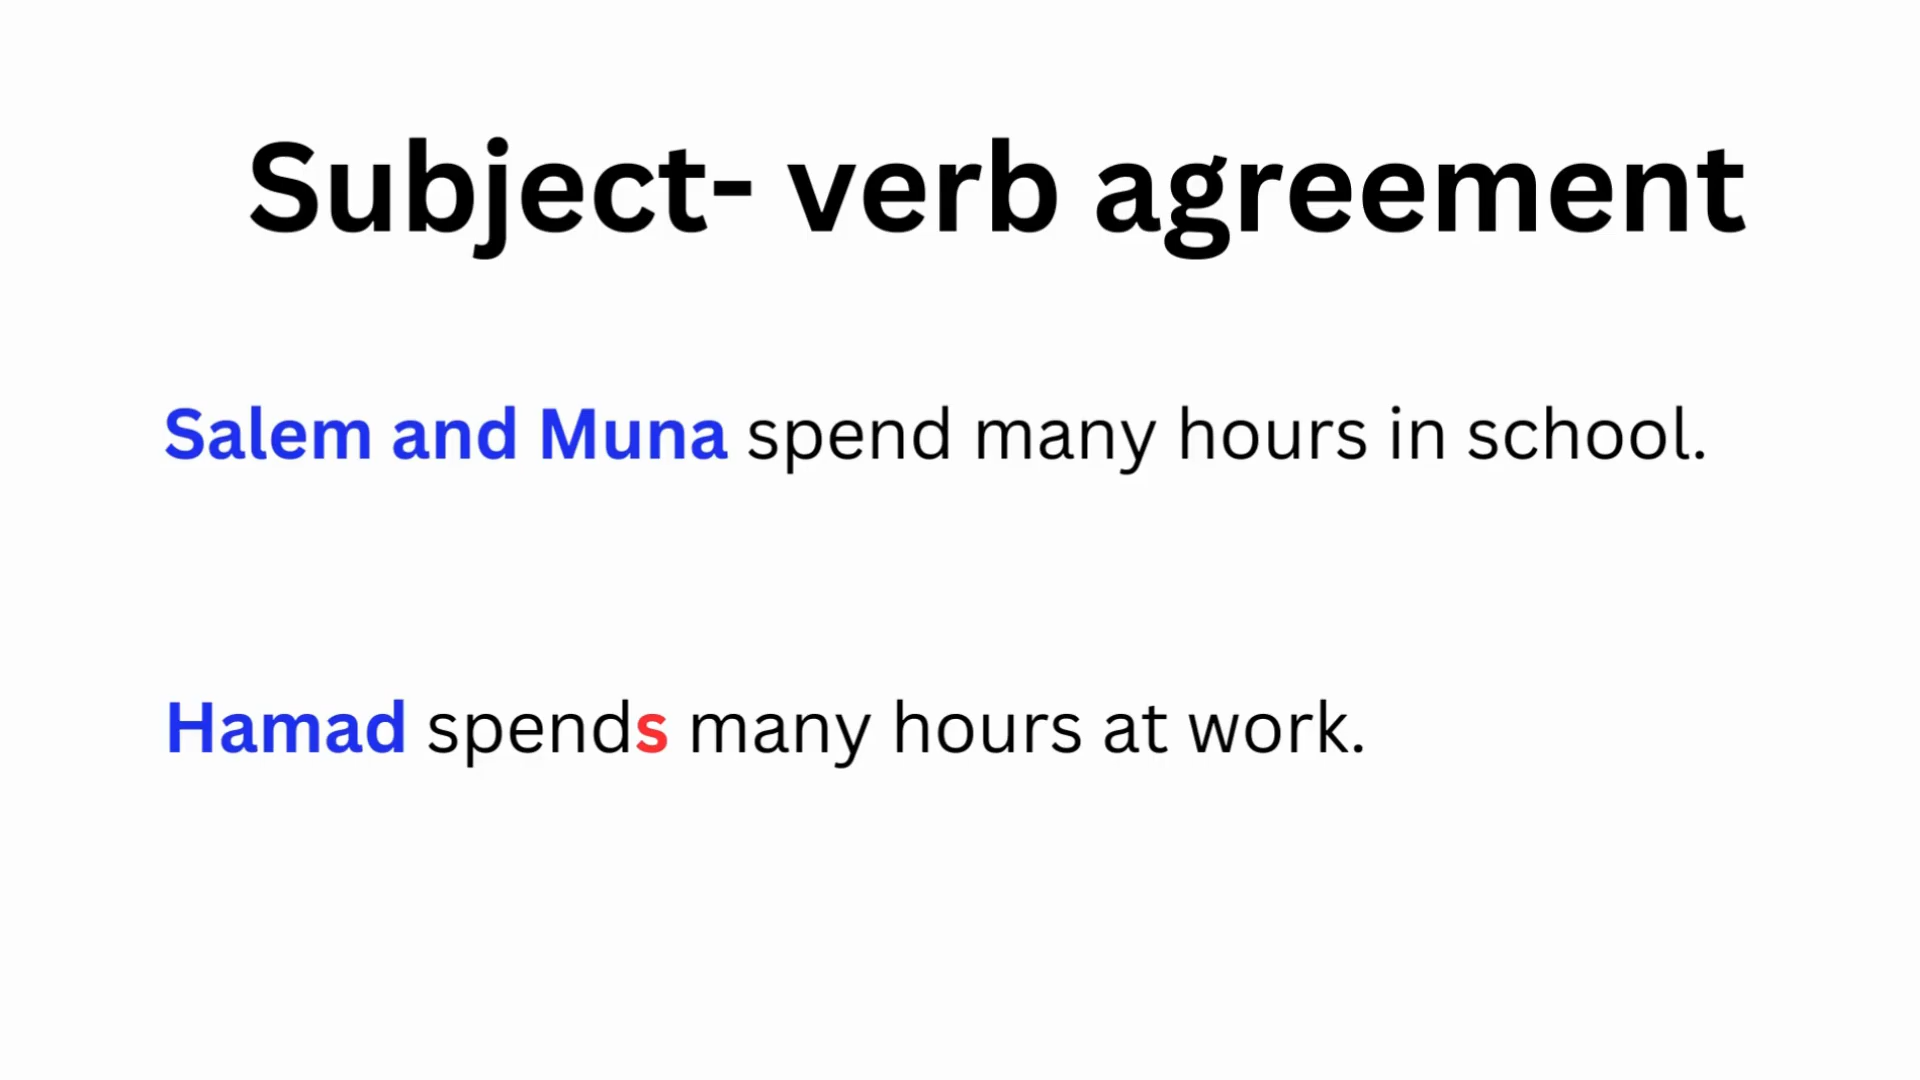 Subject- verb agreement
Salem and Muna spend many hours in school.
Hamad spends many hours at work.